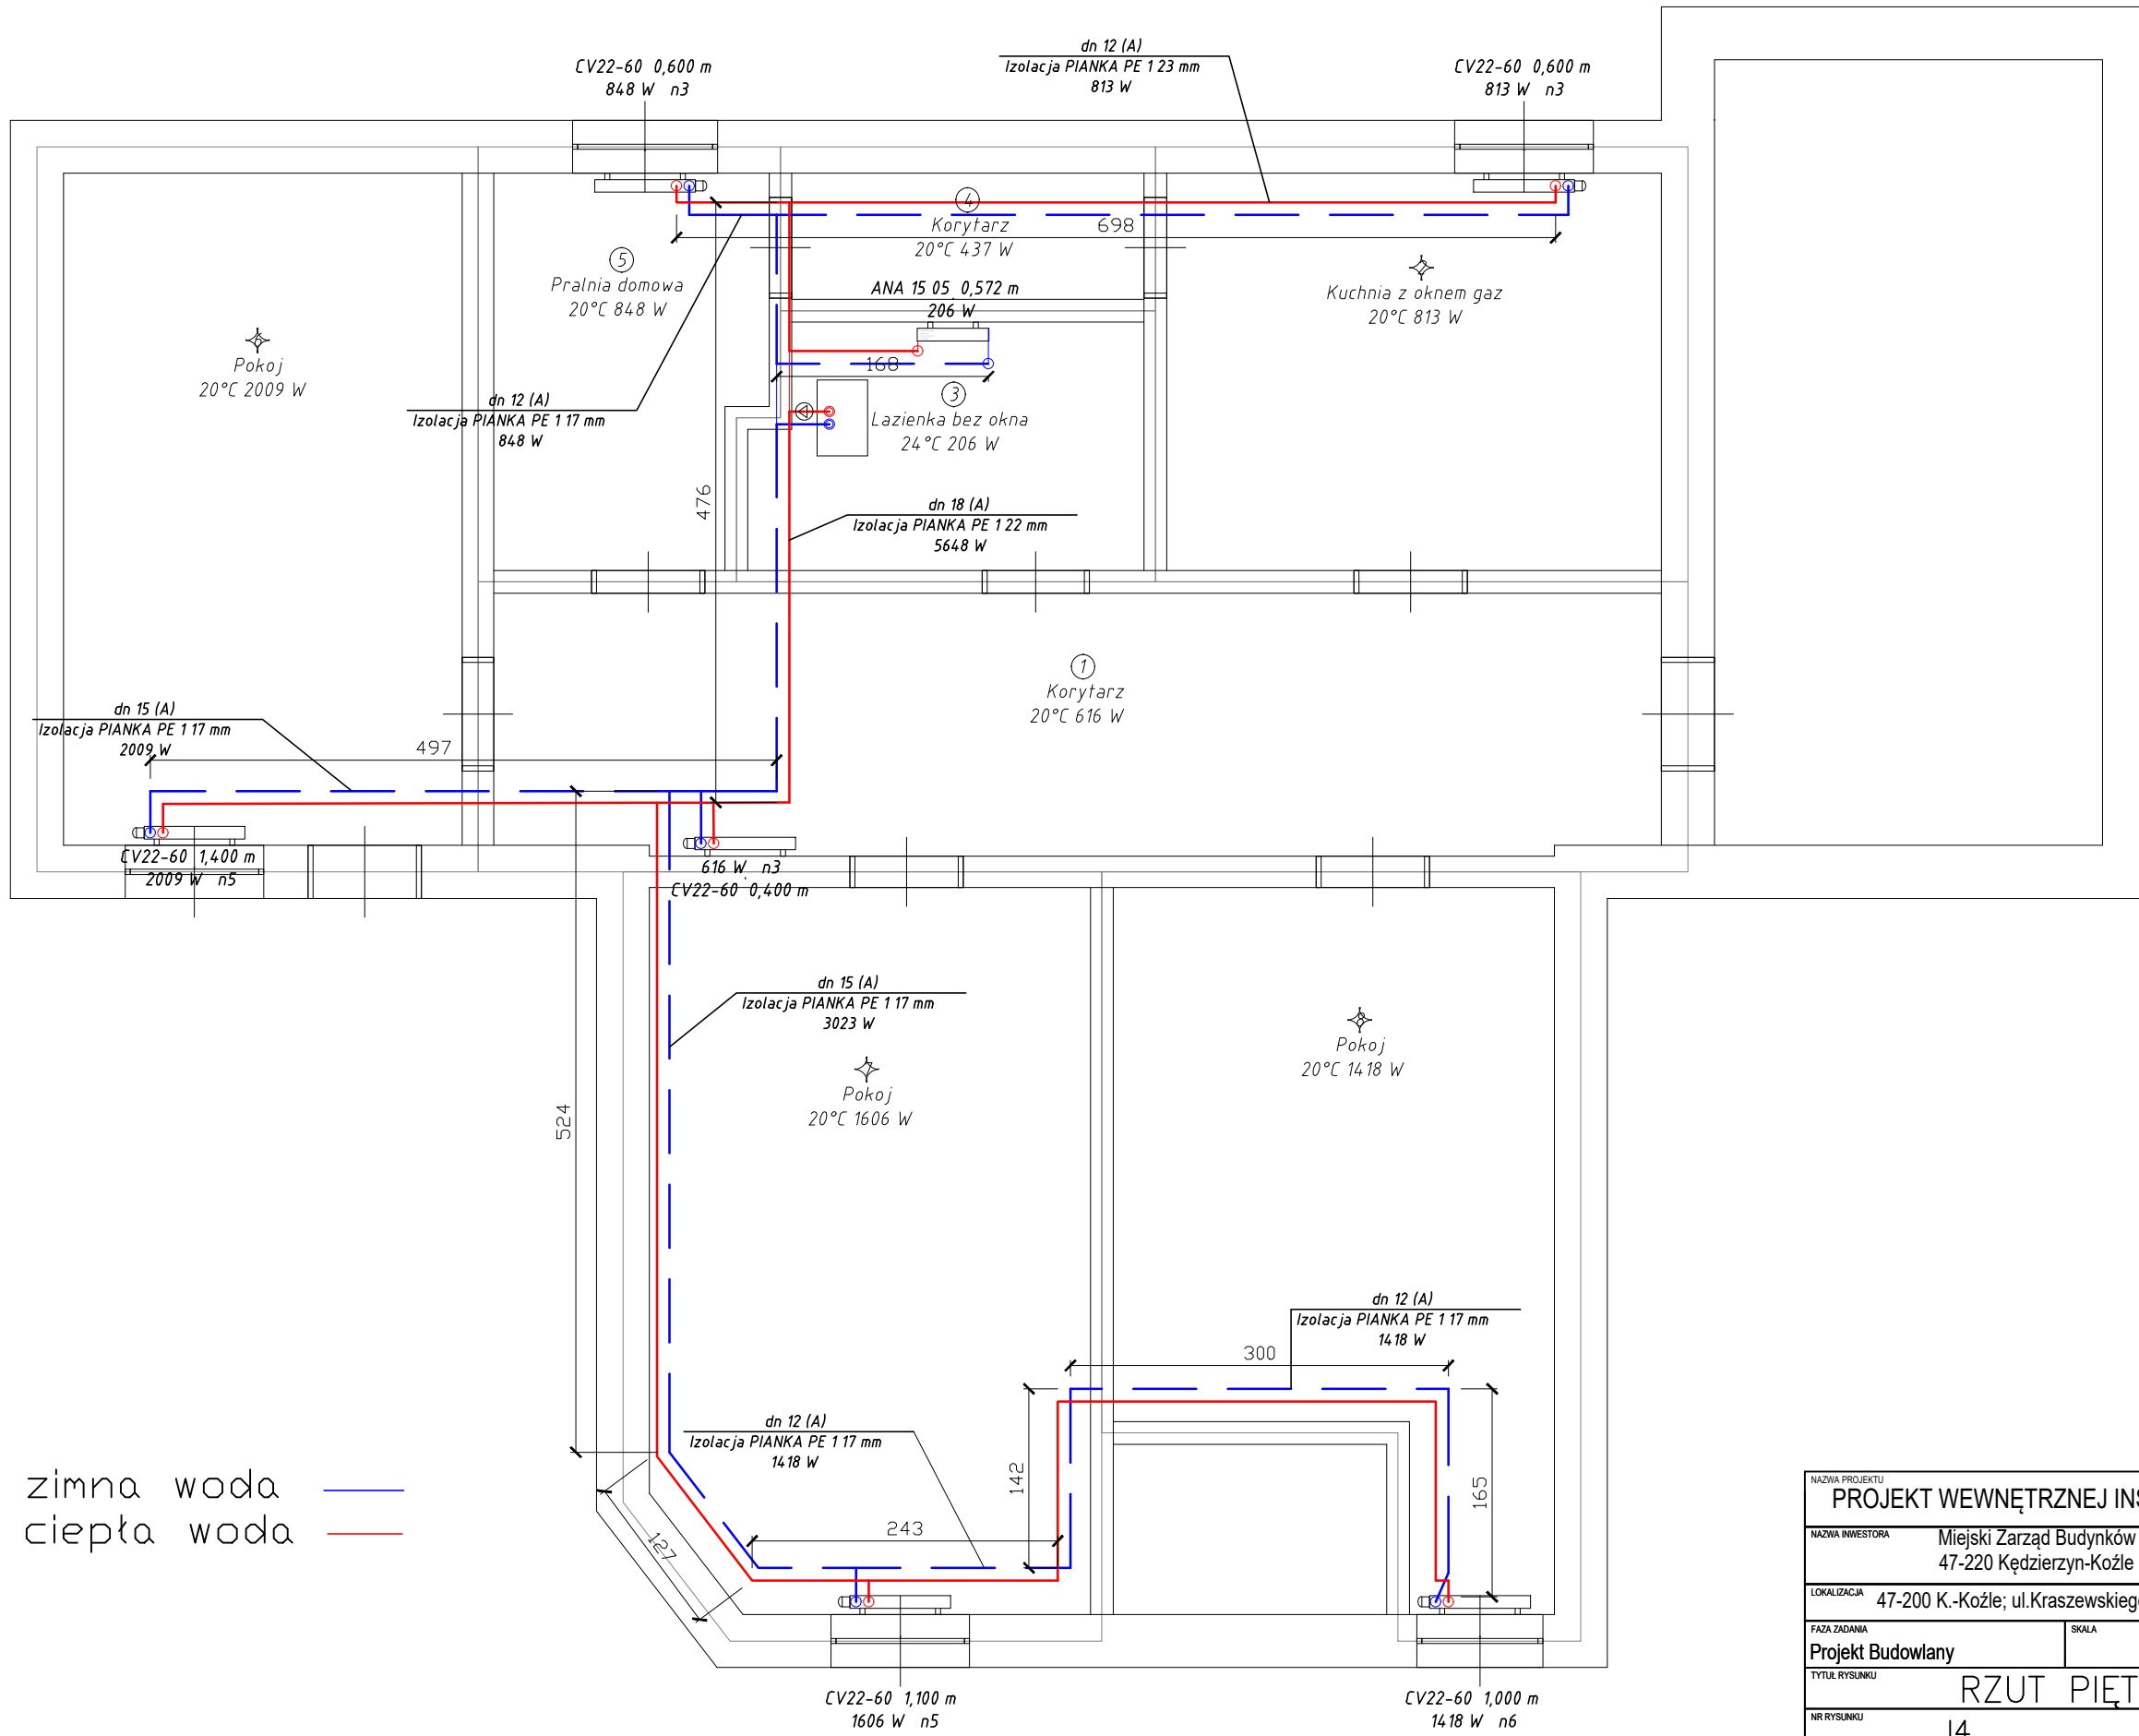 dn 12 (A)
Izolacja PIANKA PE 1 23 mm
813 W
CV22-60 0,600 m
848 W n3
CV22-60 0,600 m
813 W n3
4
Korytarz
20°C 437 W
698
5
Pralnia domowa
20°C 848 W
ANA 15 05 0,572 m
206 W
Kuchnia z oknem gaz
20°C 813 W
6
Pokoj
20°C 2009 W
168
3
Lazienka bez okna
24°C 206 W
dn 12 (A)
Izolacja PIANKA PE 1 17 mm
848 W
476
dn 18 (A)
Izolacja PIANKA PE 1 22 mm
5648 W
1
Korytarz
20°C 616 W
dn 15 (A)
Izolacja PIANKA PE 1 17 mm
2009 W
497
CV22-60 1,400 m
2009 W n5
616 W n3
CV22-60 0,400 m
dn 15 (A)
Izolacja PIANKA PE 1 17 mm
3023 W
8
Pokoj
20°C 1418 W
7
Pokoj
20°C 1606 W
524
dn 12 (A)
Izolacja PIANKA PE 1 17 mm
1418 W
300
dn 12 (A)
Izolacja PIANKA PE 1 17 mm
1418 W
142
165
243
127
zimna woda
ciepła woda
CV22-60 1,100 m
1606 W n5
CV22-60 1,000 m
1418 W n6
NAZWA PROJEKTU
PROJEKT WEWNĘTRZNEJ INS
NAZWA INWESTORA
Miejski Zarząd Budynków
47-220 Kędzierzyn-Koźle
LOKALIZACJA
47-200 K.-Koźle; ul.Kraszewskieg
FAZA ZADANIA
SKALA
Projekt Budowlany
TYTUŁ RYSUNKU
RZUT PIĘT
NR RYSUNKU
I4